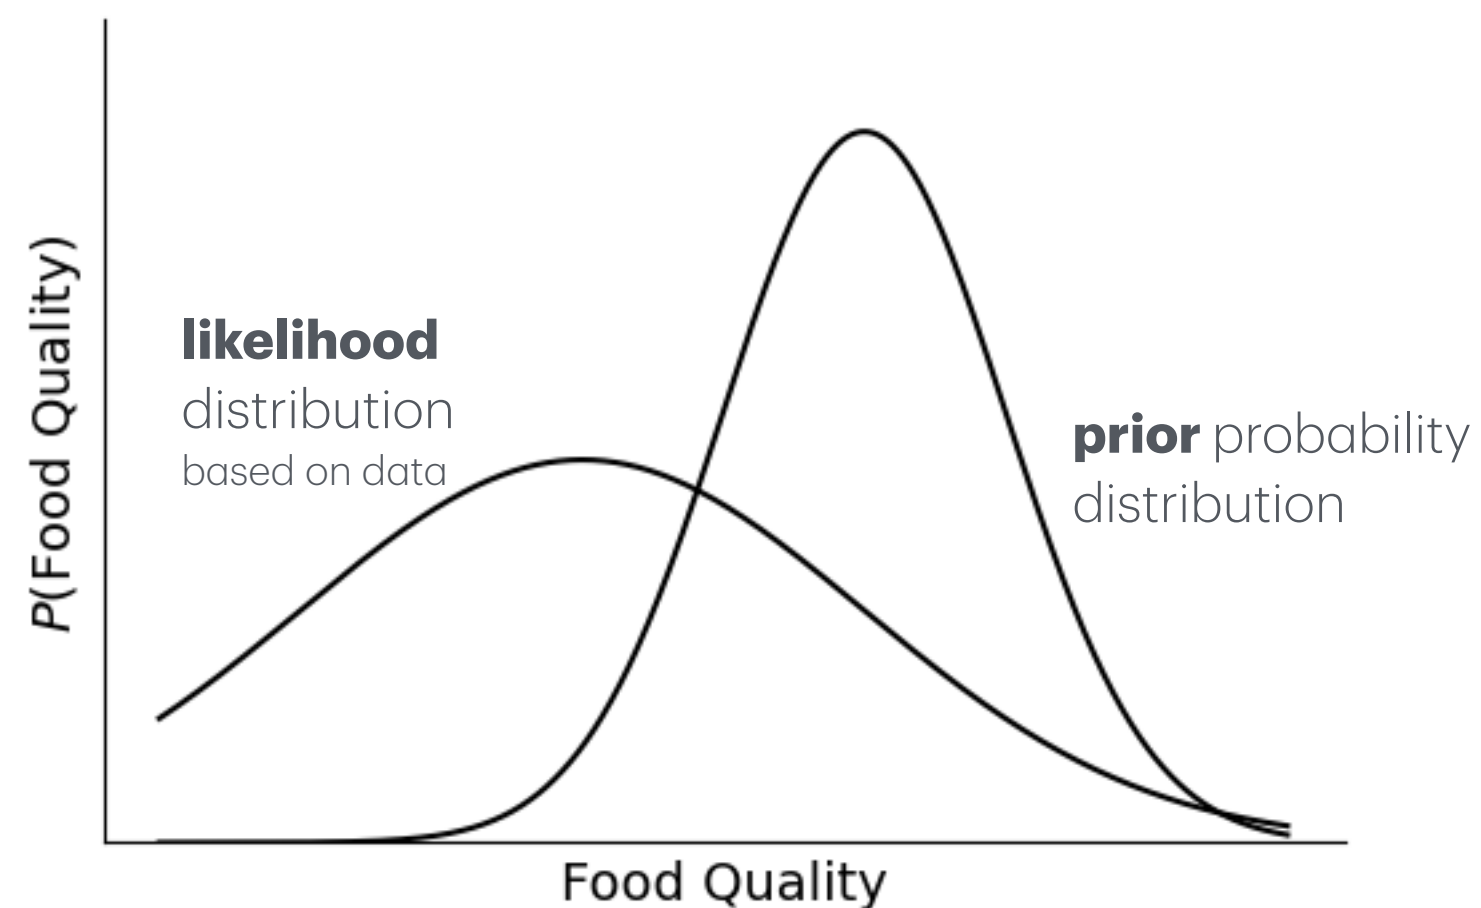 P(Food Quality)
likelihood
distribution
based on data
prior probability
distribution
Food Quality